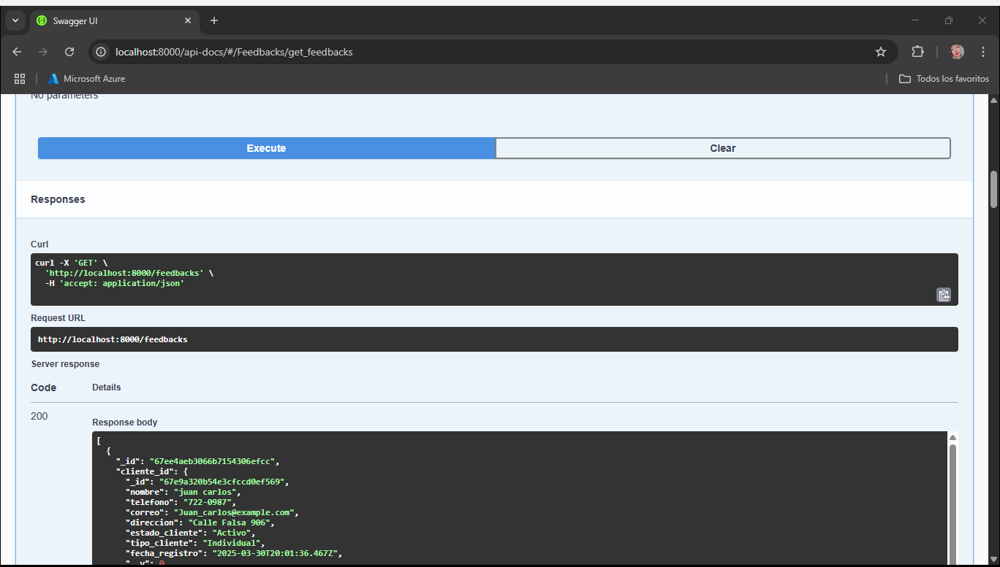 Swagger UI
localhost:8000/api-docs/#/Feedbacks/get_feedbacks
Microsoft Azure
Todos los favoritos
No parameters
Execute
Clear
Responses
Curl
curl -X 'GET' \
'http://localhost:8000/feedbacks' \
-H 'accept: application/json'
Request URL
http://localhost:8000/feedbacks
Server response
Code
Details
200
Response body
[
{
"_id": "67ee4aeb3066b7154306efcc",
"cliente_id": {
"_id": "67e9a320b54e3cfccd0ef569",
"nombre": "juan carlos",
"telefono": "722-0987",
"correo": "Juan_carlos@example.com",
"direccion": "Calle Falsa 906",
"estado_cliente": "Activo",
"tipo_cliente": "Individual",
"fecha_registro": "2025-03-30T20:01:36.467Z",
"__v": 0